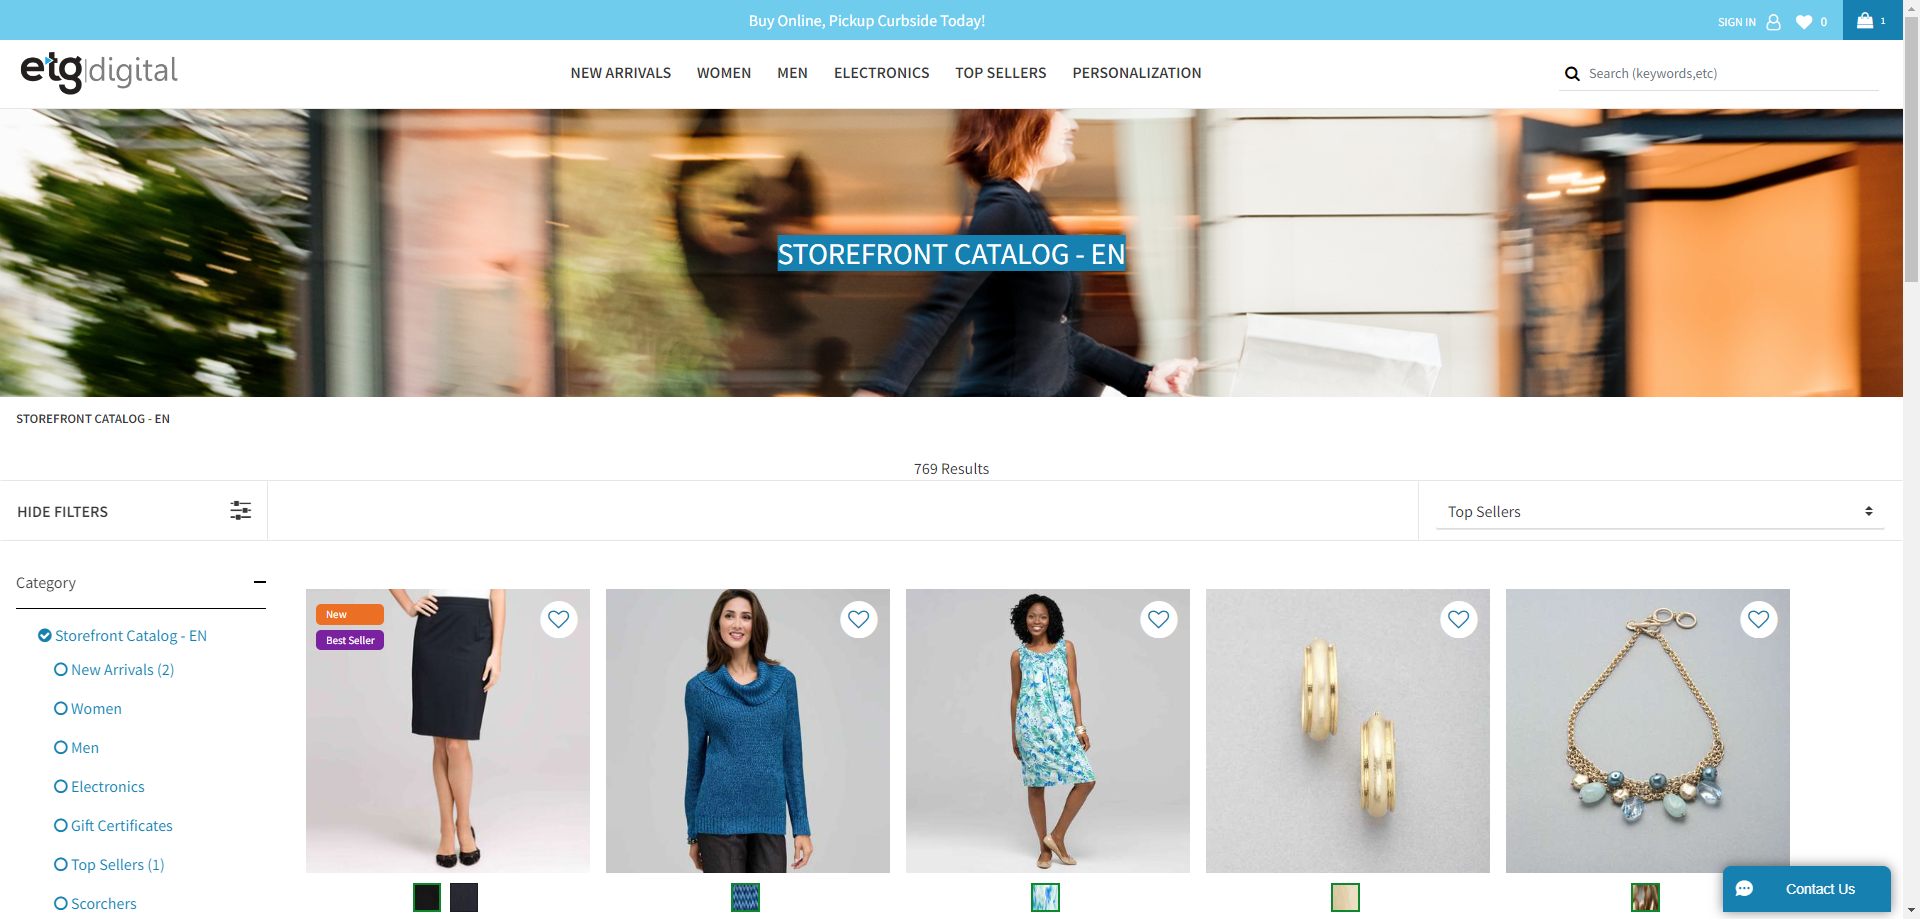 Buy Online, Pickup Curbside Today!
SIGN IN
0
1
etg|digital
NEW ARRIVALS
WOMEN
MEN
ELECTRONICS
TOP SELLERS
PERSONALIZATION
Search (keywords,etc)
STOREFRONT CATALOG - EN
STOREFRONT CATALOG - EN
769 Results
HIDE FILTERS
Top Sellers
Category
Storefront Catalog - EN
New Arrivals (2)
Women
Men
Electronics
Gift Certificates
Top Sellers (1)
Scorchers
New
Best Seller
Contact Us